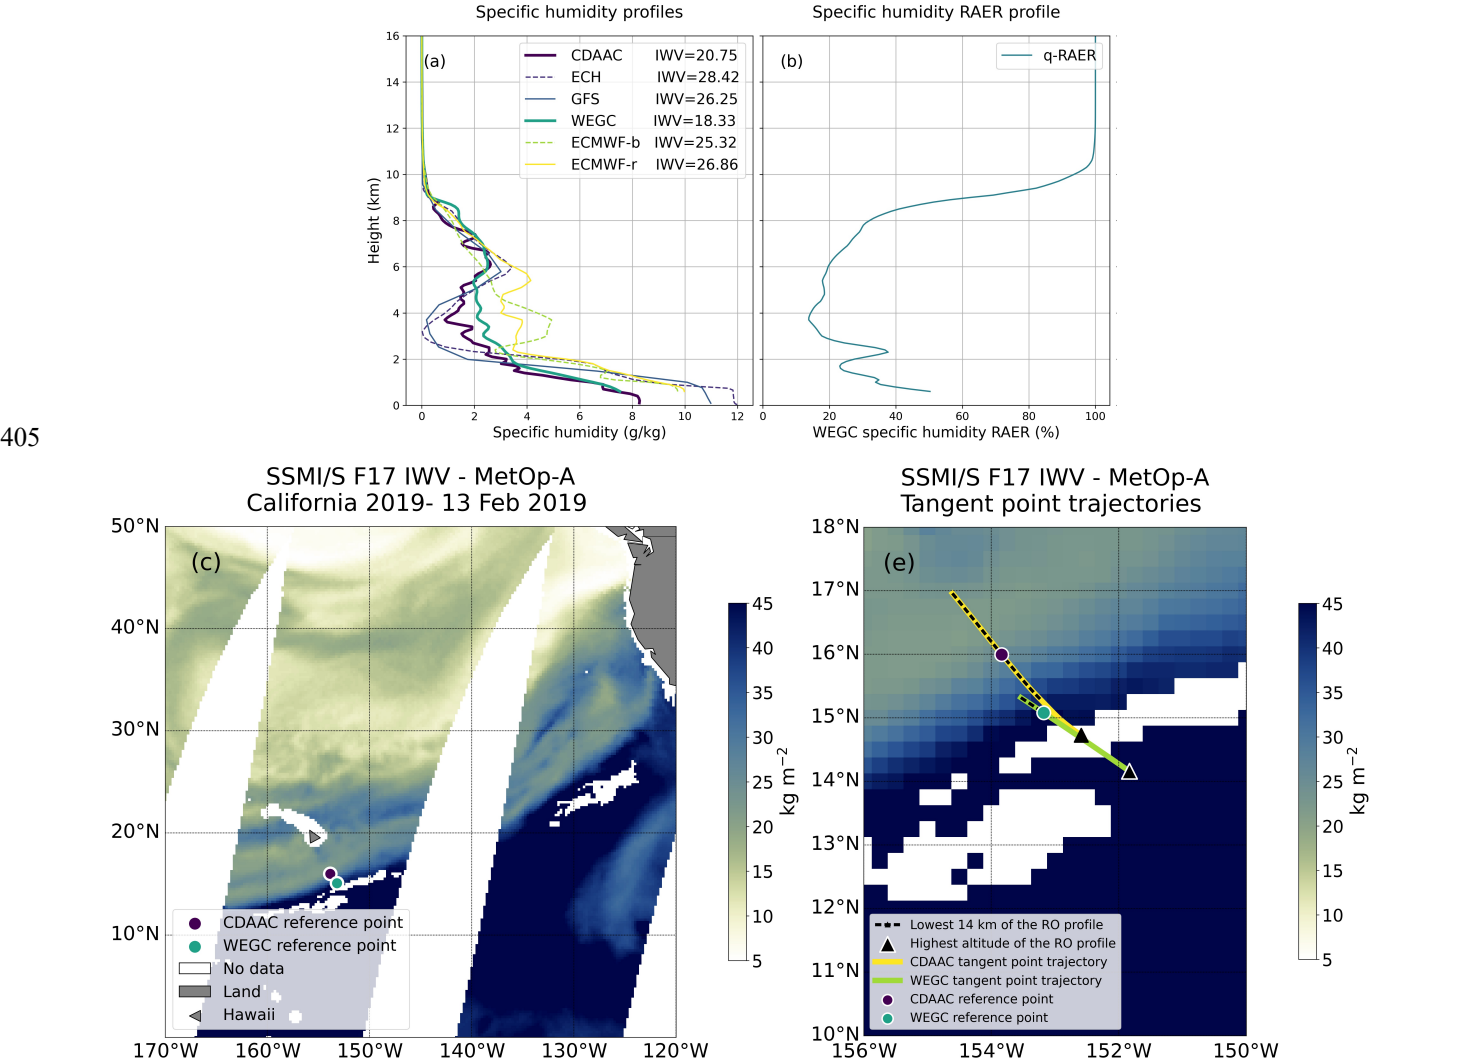 Specific humidity profiles
Specific humidity RAER profile
(a)
CDAAC IWV=20.75
ECH IWV=28.42
GFS IWV=26.25
WEGC IWV=18.33
ECMWF-b IWV=25.32
ECMWF-r IWV=26.86
(b)
q-RAER
16
14
12
10
8
6
4
2
0
Height (km)
0 2 4 6 8 10 12
0 20 40 60 80 100
Specific humidity (g/kg)
WEGC specific humidity RAER (%)
405
SSMI/S F17 IWV - MetOp-A
California 2019- 13 Feb 2019
(c)
50°N
40°N
30°N
20°N
10°N
CDAAC reference point
WEGC reference point
No data
Land
Hawaii
170°W 160°W 150°W 140°W 130°W 120°W
45
40
35
30
25
20
15
10
5
kg m⁻²
SSMI/S F17 IWV - MetOp-A
Tangent point trajectories
(e)
18°N
17°N
16°N
15°N
14°N
13°N
12°N
11°N
10°N
Lowest 14 km of the RO profile
Highest altitude of the RO profile
CDAAC tangent point trajectory
WEGC tangent point trajectory
CDAAC reference point
WEGC reference point
156°W 154°W 152°W 150°W
45
40
35
30
25
20
15
10
5
kg m⁻²